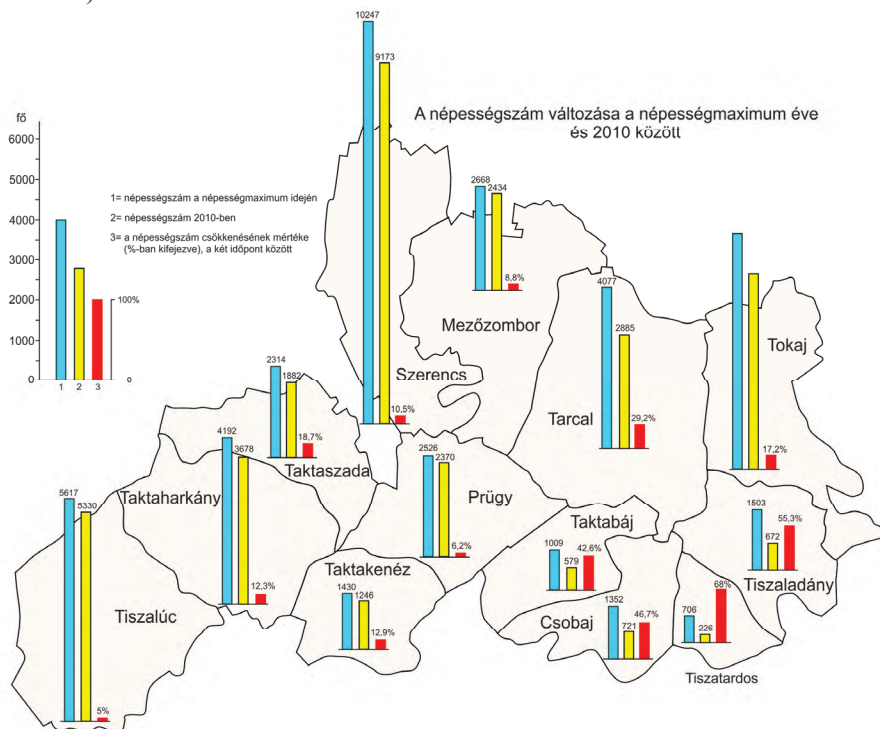 A népességszám változása a népességmaximum éve
és 2010 között
fő
6000
5000
4000
3000
2000
1000
0
1
2
3
100%
0
1= népességszám a népességmaximum idején
2= népességszám 2010-ben
3= a népességszám csökkenésének mértéke
(%-ban kifejezve), a két időpont között
10247
9173
10,5%
Szerencs
2668
2434
8,8%
Mezőzombor
4077
2885
29,2%
Tarcal
17,2%
Tokaj
2314
1882
18,7%
Taktaszada
4192
3678
12,3%
Taktaharkány
5617
5330
5%
Tiszalúc
2526
2370
6,2%
Prügy
1430
1246
12,9%
Taktakenéz
1009
579
42,6%
Taktabáj
1352
721
46,7%
Csobaj
706
226
68%
Tiszatardos
1503
672
55,3%
Tiszaladány